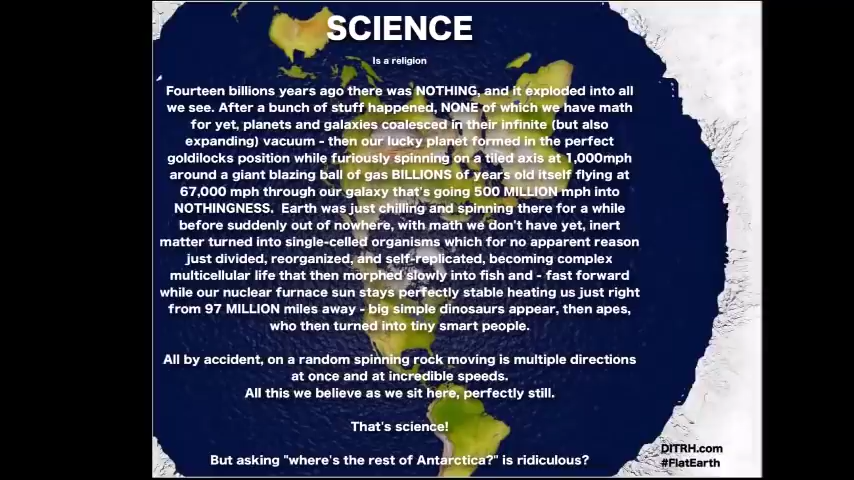 SCIENCE
Is a religion
Fourteen billions years ago there was NOTHING, and it exploded into all
we see. After a bunch of stuff happened, NONE of which we have math
for yet, planets and galaxies coalesced in their infinite (but also
expanding) vacuum - then our lucky planet formed in the perfect
goldilocks position while furiously spinning on a tiled axis at 1,000mph
around a giant blazing ball of gas BILLIONS of years old itself flying at
67,000 mph through our galaxy that's going 500 MILLION mph into
NOTHINGNESS. Earth was just chilling and spinning there for a while
before suddenly out of nowhere, with math we don't have yet, inert
matter turned into single-celled organisms which for no apparent reason
just divided, reorganized, and self-replicated, becoming complex
multicellular life that then morphed slowly into fish and - fast forward
while our nuclear furnace sun stays perfectly stable heating us just right
from 97 MILLION miles away - big simple dinosaurs appear, then apes,
who then turned into tiny smart people.
All by accident, on a random spinning rock moving is multiple directions
at once and at incredible speeds.
All this we believe as we sit here, perfectly still.
That's science!
But asking "where's the rest of Antarctica?" is ridiculous?
DITRH.com
#FlatEarth